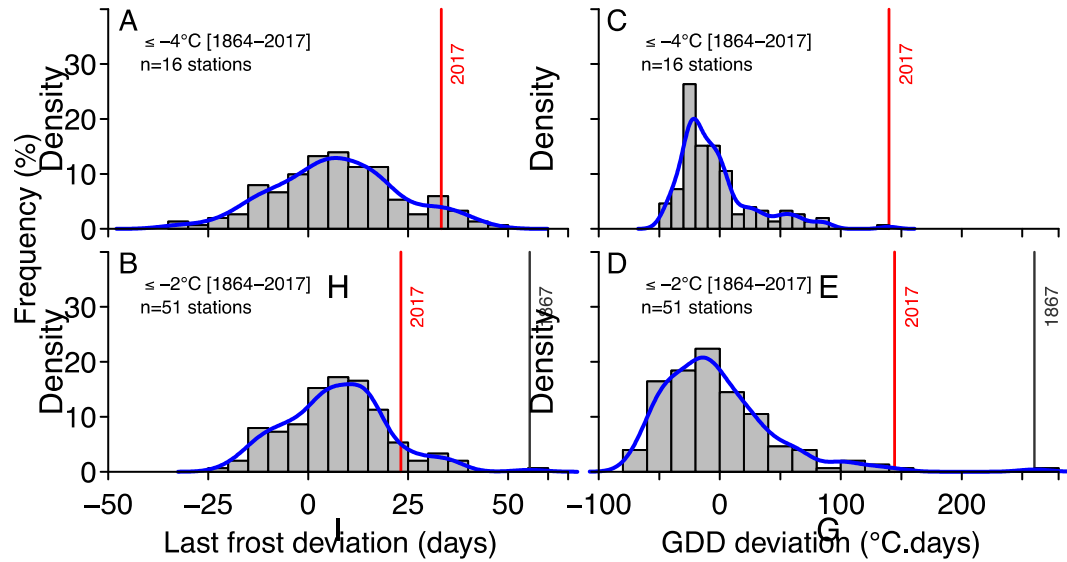 A
≤ −4°C [1864−2017]
n=16 stations
2017
30
20
10
0
Density
Frequency (%)
C
≤ −4°C [1864−2017]
n=16 stations
2017
Density
B
≤ −2°C [1864−2017]
n=51 stations
H
2017
1867
30
20
10
0
Density
D
≤ −2°C [1864−2017]
n=51 stations
E
2017
1867
Density
−50 −25 0 25 50
−100 0 100 200
I
G
Last frost deviation (days)
GDD deviation (°C.days)